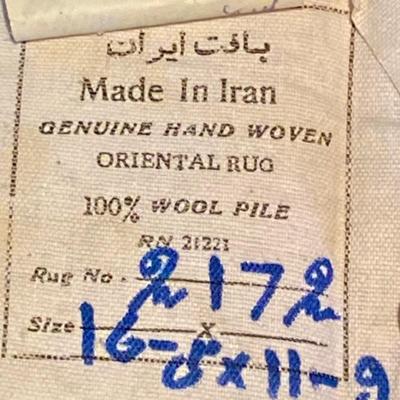 بافت ایران
Made In Iran
GENUINE HAND WOVEN
ORIENTAL RUG
100% WOOL PILE
RN 21221
Rug No. 2172
Size 16-8 x 11-9